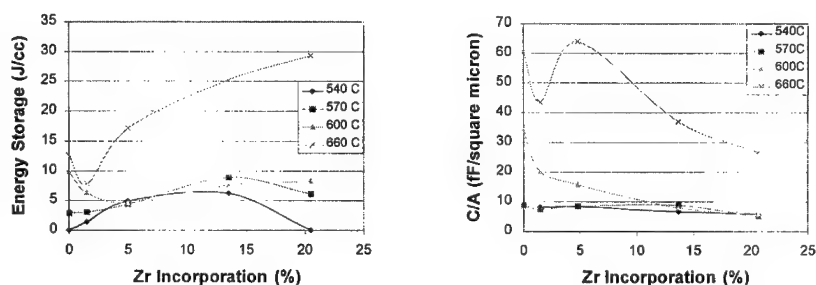 35
30
25
20
15
10
5
0
Energy Storage (J/cc)
540 C
570 C
600 C
660 C
0 5 10 15 20 25
Zr Incorporation (%)
70
60
50
40
30
20
10
0
C/A (fF/square micron)
540C
570C
600C
660C
0 5 10 15 20 25
Zr Incorporation (%)